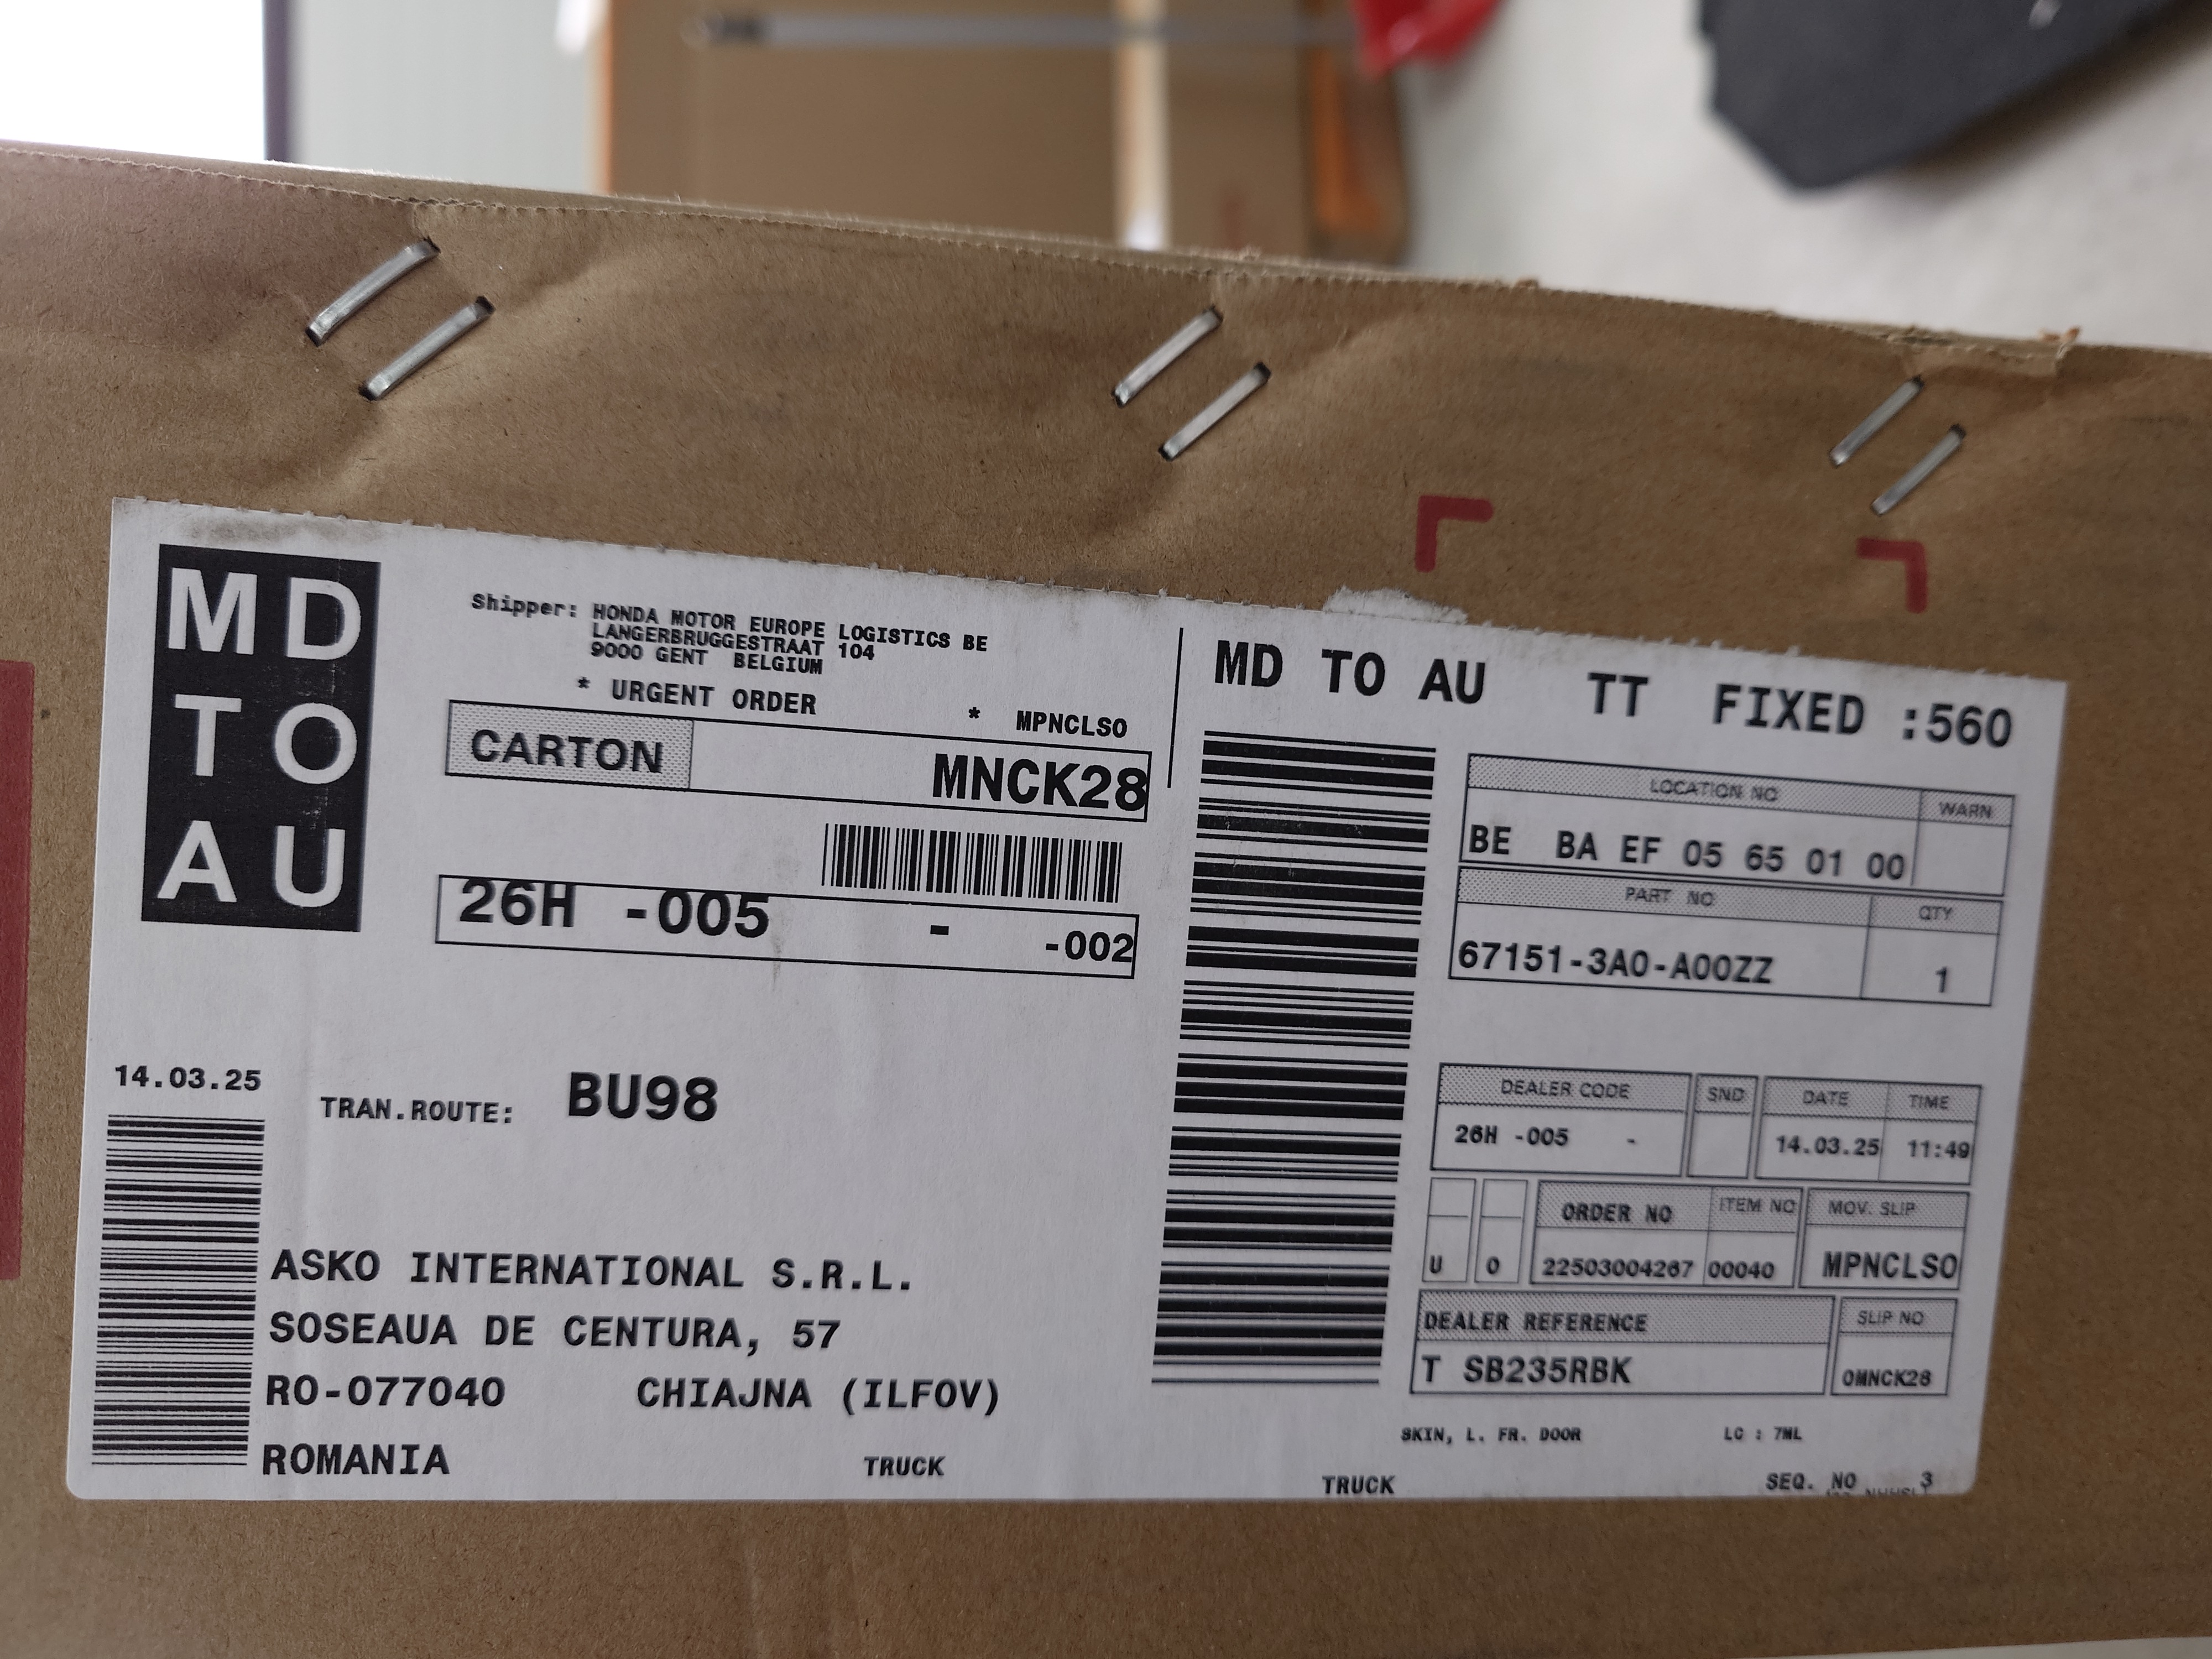 MD
TO
AU
Shipper: HONDA MOTOR EUROPE LOGISTICS BE
LANGERBRUGGESTRAAT 104
9000 GENT BELGIUM
* URGENT ORDER * MPNCLSO
CARTON MNCK28
26H -005 - -002
14.03.25
TRAN.ROUTE: BU98
ASKO INTERNATIONAL S.R.L.
SOSEAUA DE CENTURA, 57
RO-077040 CHIAJNA (ILFOV)
ROMANIA TRUCK
MD TO AU TT FIXED :560
LOCATION NO WARN
BE BA EF 05 65 01 00
PART NO QTY
67151-3A0-A00ZZ 1
DEALER CODE SND DATE TIME
26H -005 - 14.03.25 11:49
ORDER NO ITEM NO MOV. SLIP
U O 22503004267 00040 MPNCLSO
DEALER REFERENCE SLIP NO
T SB235RBK OMNCK28
SKIN, L. FR. DOOR LC : 7ML
TRUCK SEQ. NO 3